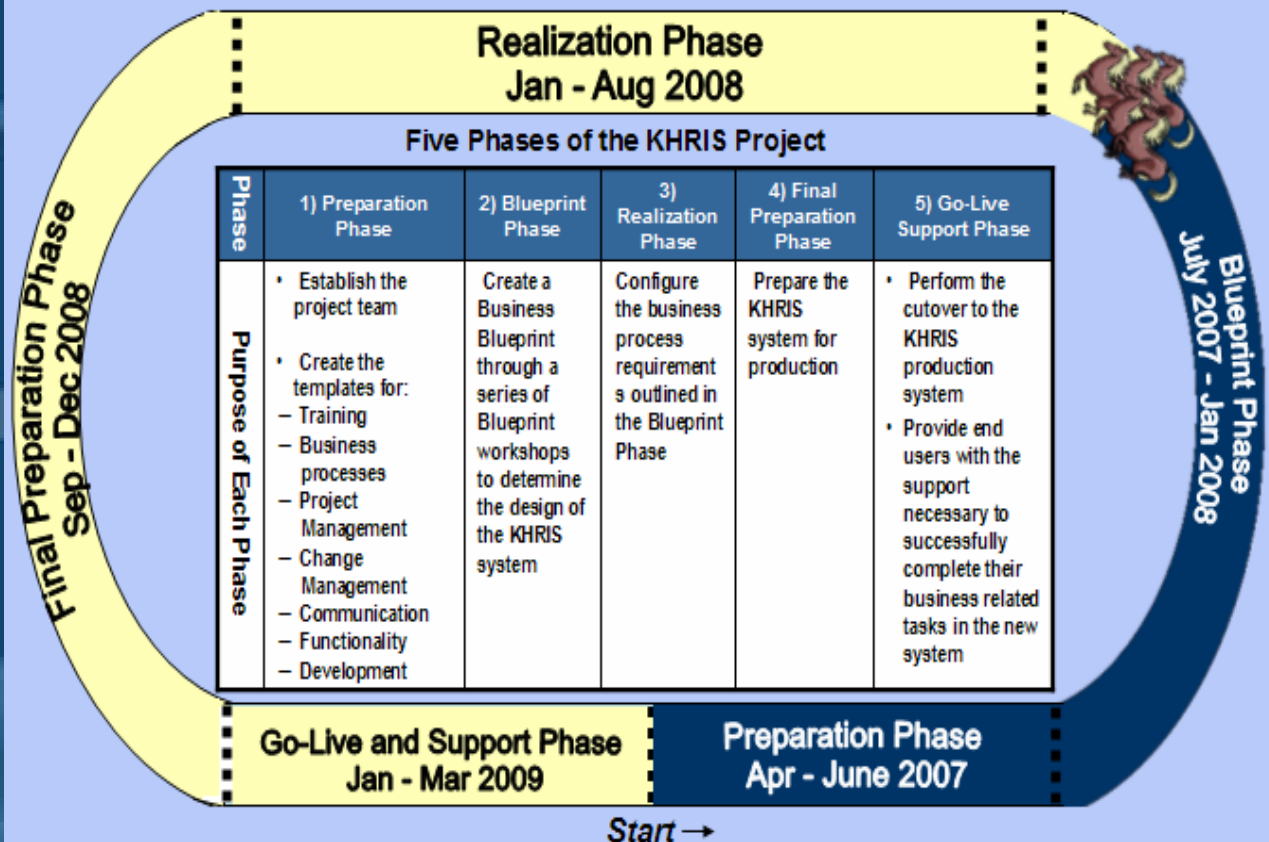 Realization Phase
Jan - Aug 2008
Five Phases of the KHRIS Project
Phase
1) Preparation
Phase
2) Blueprint
Phase
3)
Realization
Phase
4) Final
Preparation
Phase
5) Go-Live
Support Phase
Purpose of Each Phase
• Establish the
project team
• Create the
templates for:
– Training
– Business
processes
– Project
Management
– Change
Management
– Communication
– Functionality
– Development
Create a
Business
Blueprint
through a
series of
Blueprint
workshops
to determine
the design of
the KHRIS
system
Configure
the business
process
requirement
s outlined in
the Blueprint
Phase
Prepare the
KHRIS
system for
production
• Perform the
cutover to the
KHRIS
production
system
• Provide end
users with the
support
necessary to
successfully
complete their
business related
tasks in the new
system
Final Preparation Phase
Sep - Dec 2008
Blueprint Phase
July 2007 - Jan 2008
Go-Live and Support Phase
Jan - Mar 2009
Preparation Phase
Apr - June 2007
Start →